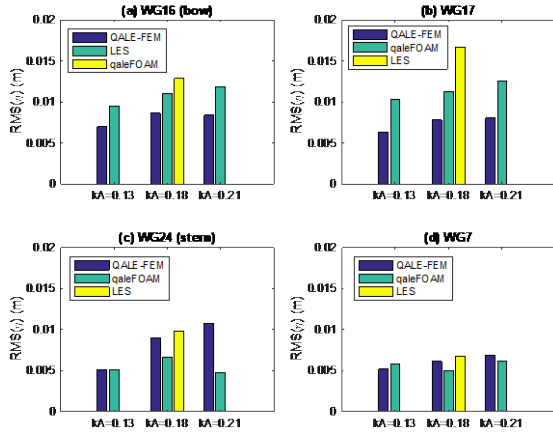 (a) WG16 (bow)
0.02
0.015
0.01
0.005
0
RMS(η) (m)
QALE-FEM
LES
qaleFOAM
kA=0.13 kA=0.18 kA=0.21
(b) WG17
0.02
0.015
0.01
0.005
0
RMS(η) (m)
QALE-FEM
qaleFOAM
LES
kA=0.13 kA=0.18 kA=0.21
(c) WG24 (stern)
0.02
0.015
0.01
0.005
0
RMS(η) (m)
QALE-FEM
qaleFOAM
LES
kA=0.13 kA=0.18 kA=0.21
(d) WG7
0.02
0.015
0.01
0.005
0
RMS(η) (m)
QALE-FEM
qaleFOAM
LES
kA=0.13 kA=0.18 kA=0.21